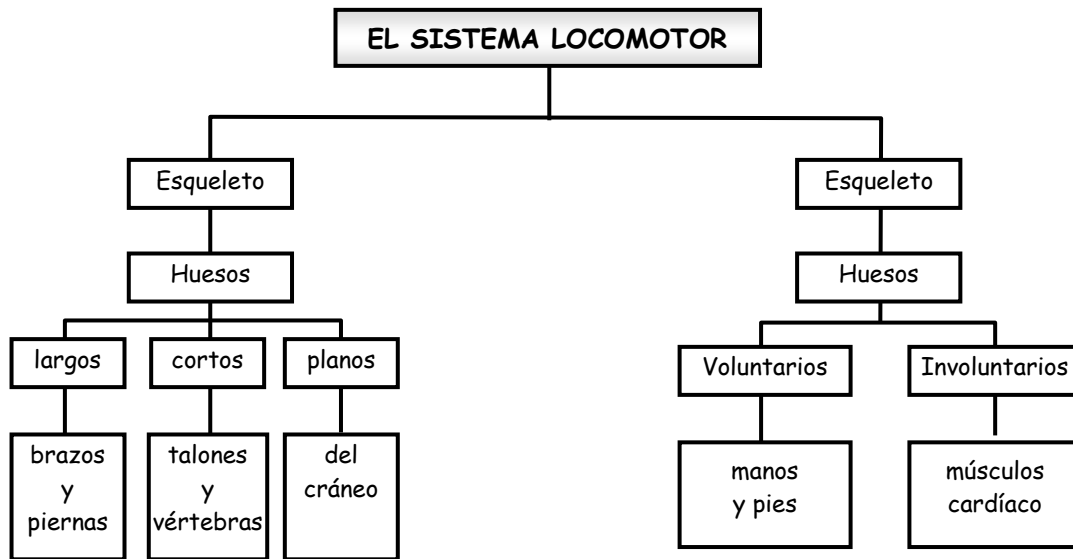 EL SISTEMA LOCOMOTOR
Esqueleto
Esqueleto
Huesos
Huesos
largos
cortos
planos
Voluntarios
Involuntarios
brazos
y
piernas
talones
y
vértebras
del
cráneo
manos
y pies
músculos
cardíaco